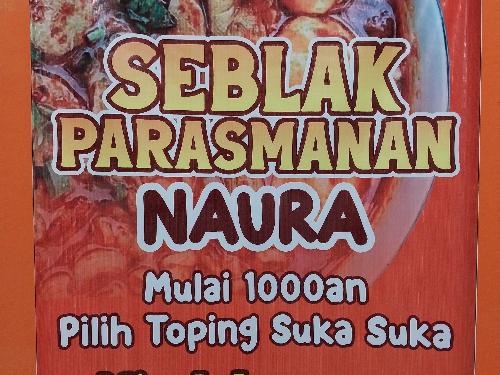 SEBLAK
PARASMANAN
NAURA
Mulai 1000an
Pilih Toping Suka Suka